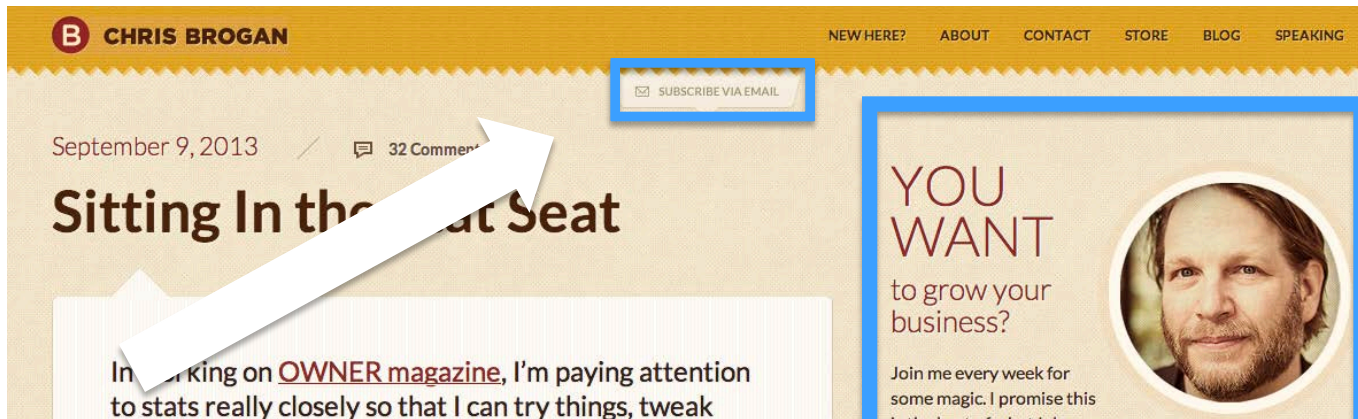 B CHRIS BROGAN
NEW HERE? ABOUT CONTACT STORE BLOG SPEAKING
SUBSCRIBE VIA EMAIL
September 9, 2013 / 32 Comment
Sitting In the at Seat
In king on OWNER magazine, I'm paying attention
to stats really closely so that I can try things, tweak
YOU
WANT
to grow your
business?
Join me every week for
some magic. I promise this